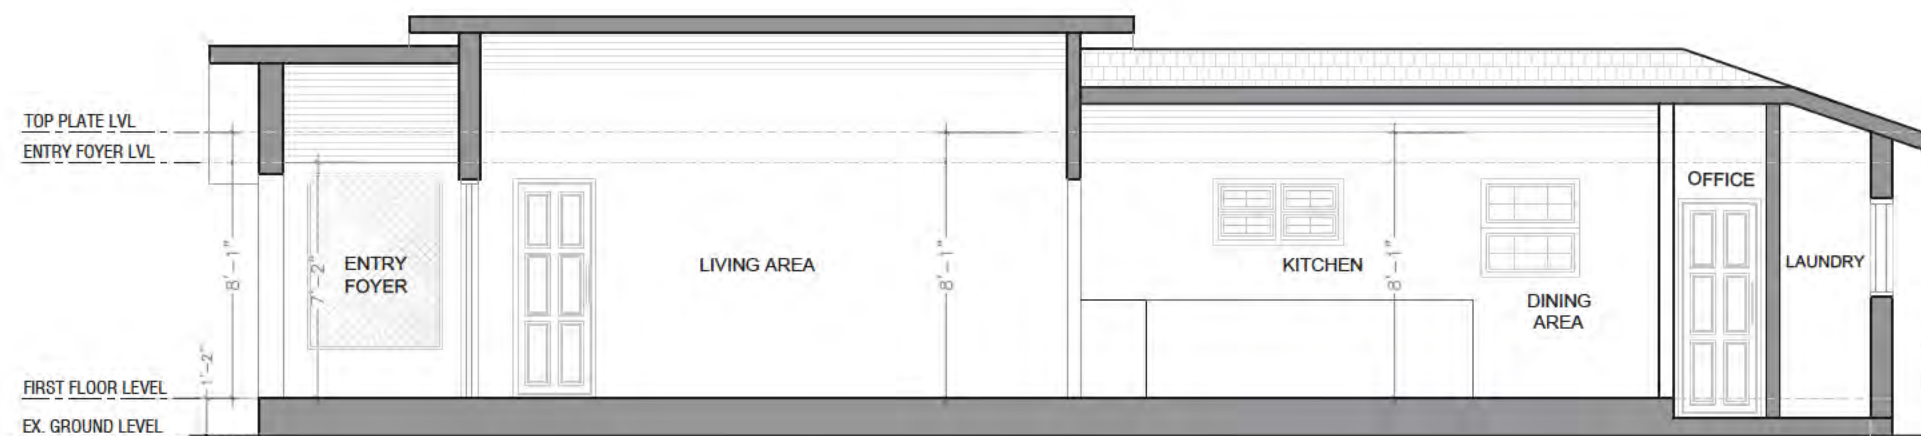 TOP PLATE LVL
ENTRY FOYER LVL
8'-1"
7'-2"
ENTRY
FOYER
LIVING AREA
8'-1"
KITCHEN
8'-1"
DINING
AREA
OFFICE
LAUNDRY
1'-2"
FIRST FLOOR LEVEL
EX. GROUND LEVEL